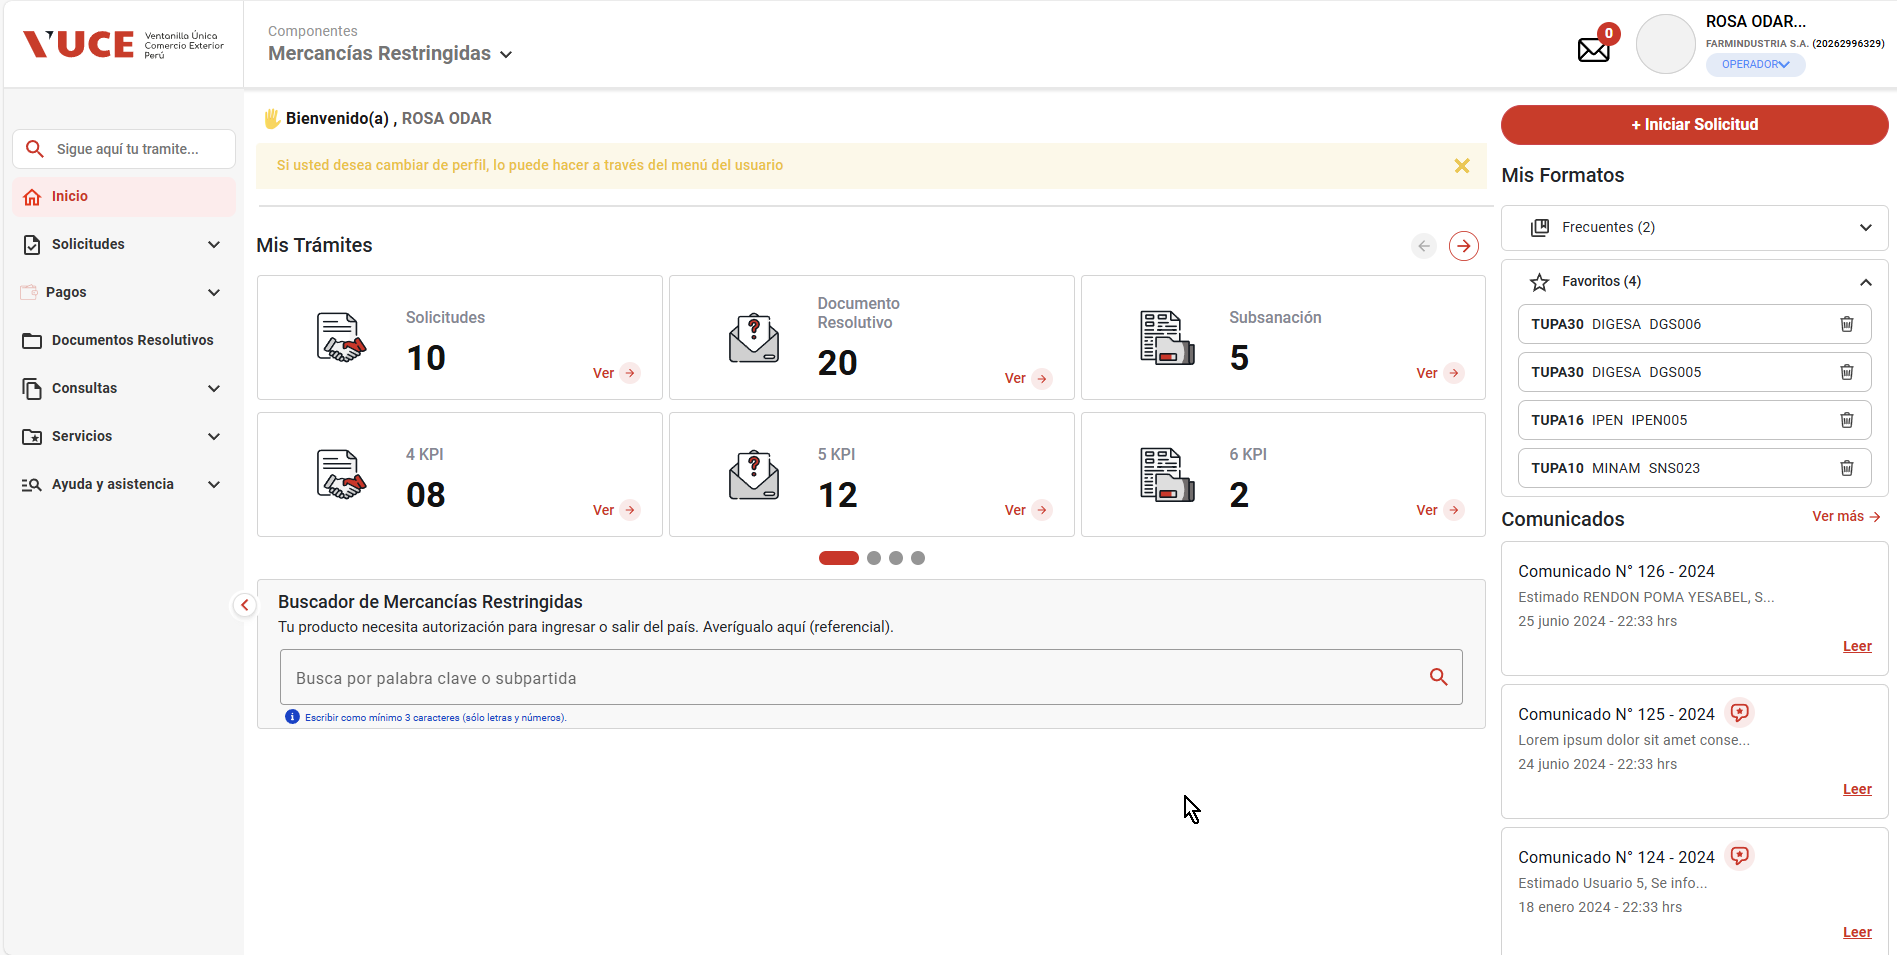 VUCE
Ventanilla Única
Comercio Exterior
Perú
Componentes
Mercancías Restringidas
0
ROSA ODAR...
FARMINDUSTRIA S.A. (20262996329)
OPERADOR
Sigue aquí tu tramite...
Inicio
Solicitudes
Pagos
Documentos Resolutivos
Consultas
Servicios
Ayuda y asistencia
Bienvenido(a) , ROSA ODAR
Si usted desea cambiar de perfil, lo puede hacer a través del menú del usuario
Mis Trámites
Solicitudes
10
Ver
Documento
Resolutivo
20
Ver
Subsanación
5
Ver
4 KPI
08
Ver
5 KPI
12
Ver
6 KPI
2
Ver
Buscador de Mercancías Restringidas
Tu producto necesita autorización para ingresar o salir del país. Averígualo aquí (referencial).
Busca por palabra clave o subpartida
Escribir como mínimo 3 caracteres (sólo letras y números).
+ Iniciar Solicitud
Mis Formatos
Frecuentes (2)
Favoritos (4)
TUPA30 DIGESA DGS006
TUPA30 DIGESA DGS005
TUPA16 IPEN IPEN005
TUPA10 MINAM SNS023
Comunicados
Ver más
Comunicado N° 126 - 2024
Estimado RENDON POMA YESABEL, S...
25 junio 2024 - 22:33 hrs
Leer
Comunicado N° 125 - 2024
Lorem ipsum dolor sit amet conse...
24 junio 2024 - 22:33 hrs
Leer
Comunicado N° 124 - 2024
Estimado Usuario 5, Se info...
18 enero 2024 - 22:33 hrs
Leer